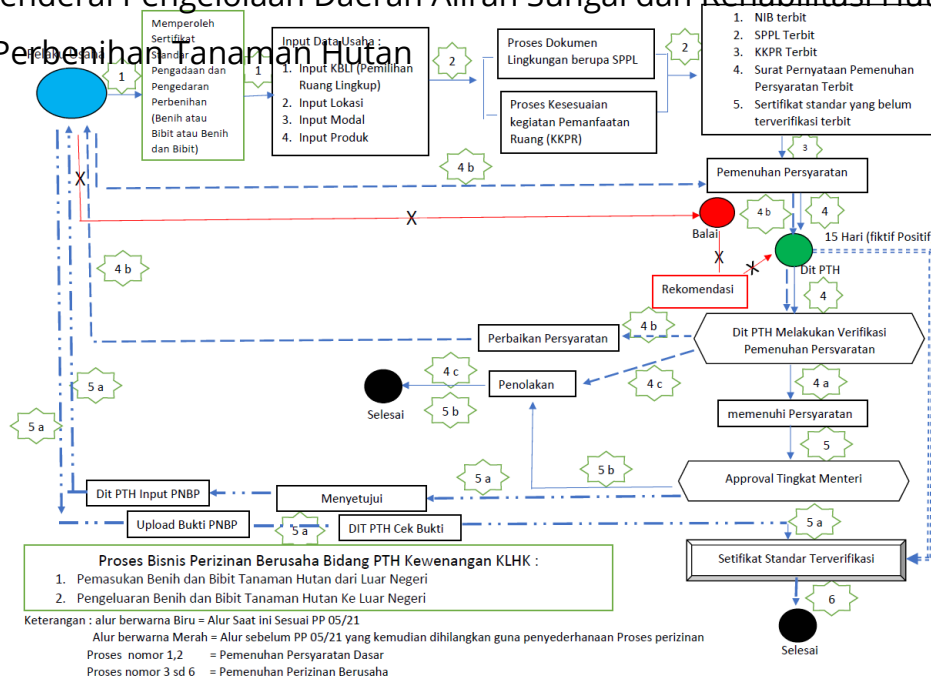 enderal Pengelolaan Daerah Aliran Sungai dan Rehabilitasi Hut
Perbenihan Tanaman Hutan
Pelaku Usaha
1
Memperoleh
Sertifikat
Standar
Pengadaan dan
Pengedaran
Perbenihan
(Benih atau
Bibit atau Benih
dan Bibit)
1
Input Data Usaha :
1. Input KBLI (Pemilihan
Ruang Lingkup)
2. Input Lokasi
3. Input Modal
4. Input Produk
2
Proses Dokumen
Lingkungan berupa SPPL
Proses Kesesuaian
kegiatan Pemanfaatan
Ruang (KKPR)
2
1. NIB terbit
2. SPPL Terbit
3. KKPR Terbit
4. Surat Pernyataan Pemenuhan
Persyaratan Terbit
5. Sertifikat standar yang belum
terverifikasi terbit
3
4 b
Pemenuhan Persyaratan
X
X
Balai
4 b
4
15 Hari (fiktif Positif
X
X
Dit PTH
4 b
Rekomendasi
4
4 b
Dit PTH Melakukan Verifikasi
Pemenuhan Persyaratan
Perbaikan Persyaratan
4 c
Penolakan
4 c
4 a
5 a
Selesai
5 b
memenuhi Persyaratan
5 a
5
5 a
5 b
Approval Tingkat Menteri
Dit PTH Input PNBP
Menyetujui
Upload Bukti PNBP
5 a
DIT PTH Cek Bukti
5 a
Proses Bisnis Perizinan Berusaha Bidang PTH Kewenangan KLHK :
1. Pemasukan Benih dan Bibit Tanaman Hutan dari Luar Negeri
2. Pengeluaran Benih dan Bibit Tanaman Hutan Ke Luar Negeri
Setifikat Standar Terverifikasi
6
Selesai
Keterangan : alur berwarna Biru = Alur Saat ini Sesuai PP 05/21
Alur berwarna Merah = Alur sebelum PP 05/21 yang kemudian dihilangkan guna penyederhanaan Proses perizinan
Proses nomor 1,2 = Pemenuhan Persyaratan Dasar
Proses nomor 3 sd 6 = Pemenuhan Perizinan Berusaha